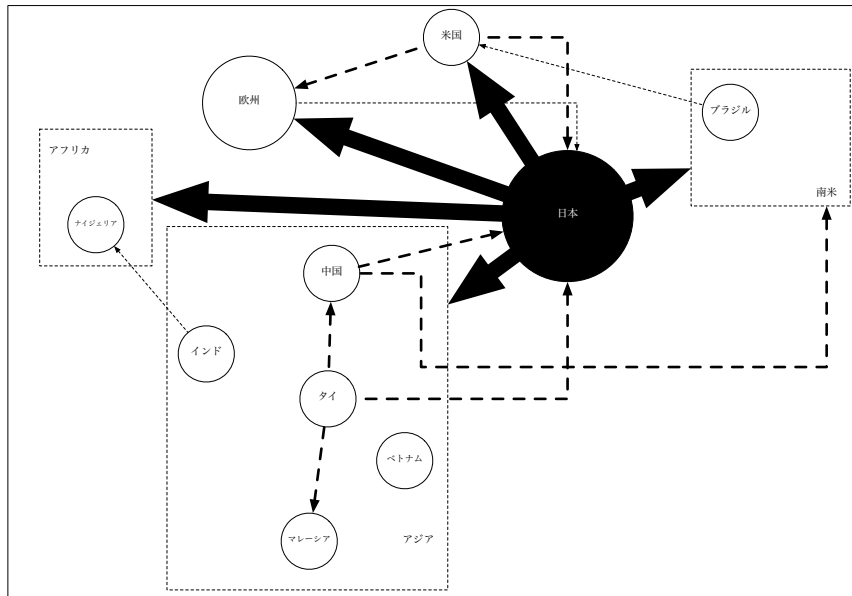 米国
欧州
ブラジル
アフリカ
南米
日本
ナイジェリア
中国
インド
タイ
ベトナム
マレーシア
アジア